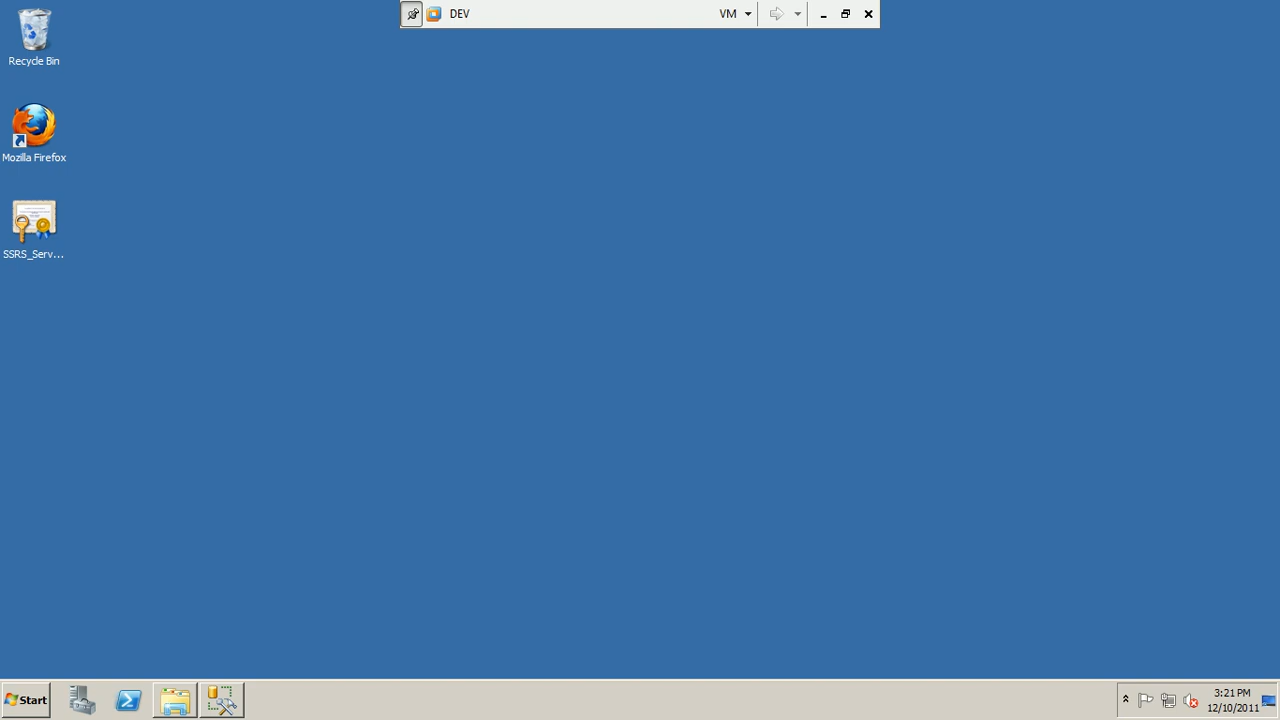 DEV
VM
Recycle Bin
Mozilla Firefox
SSRS_Serv...
Start
3:21 PM
12/10/2011